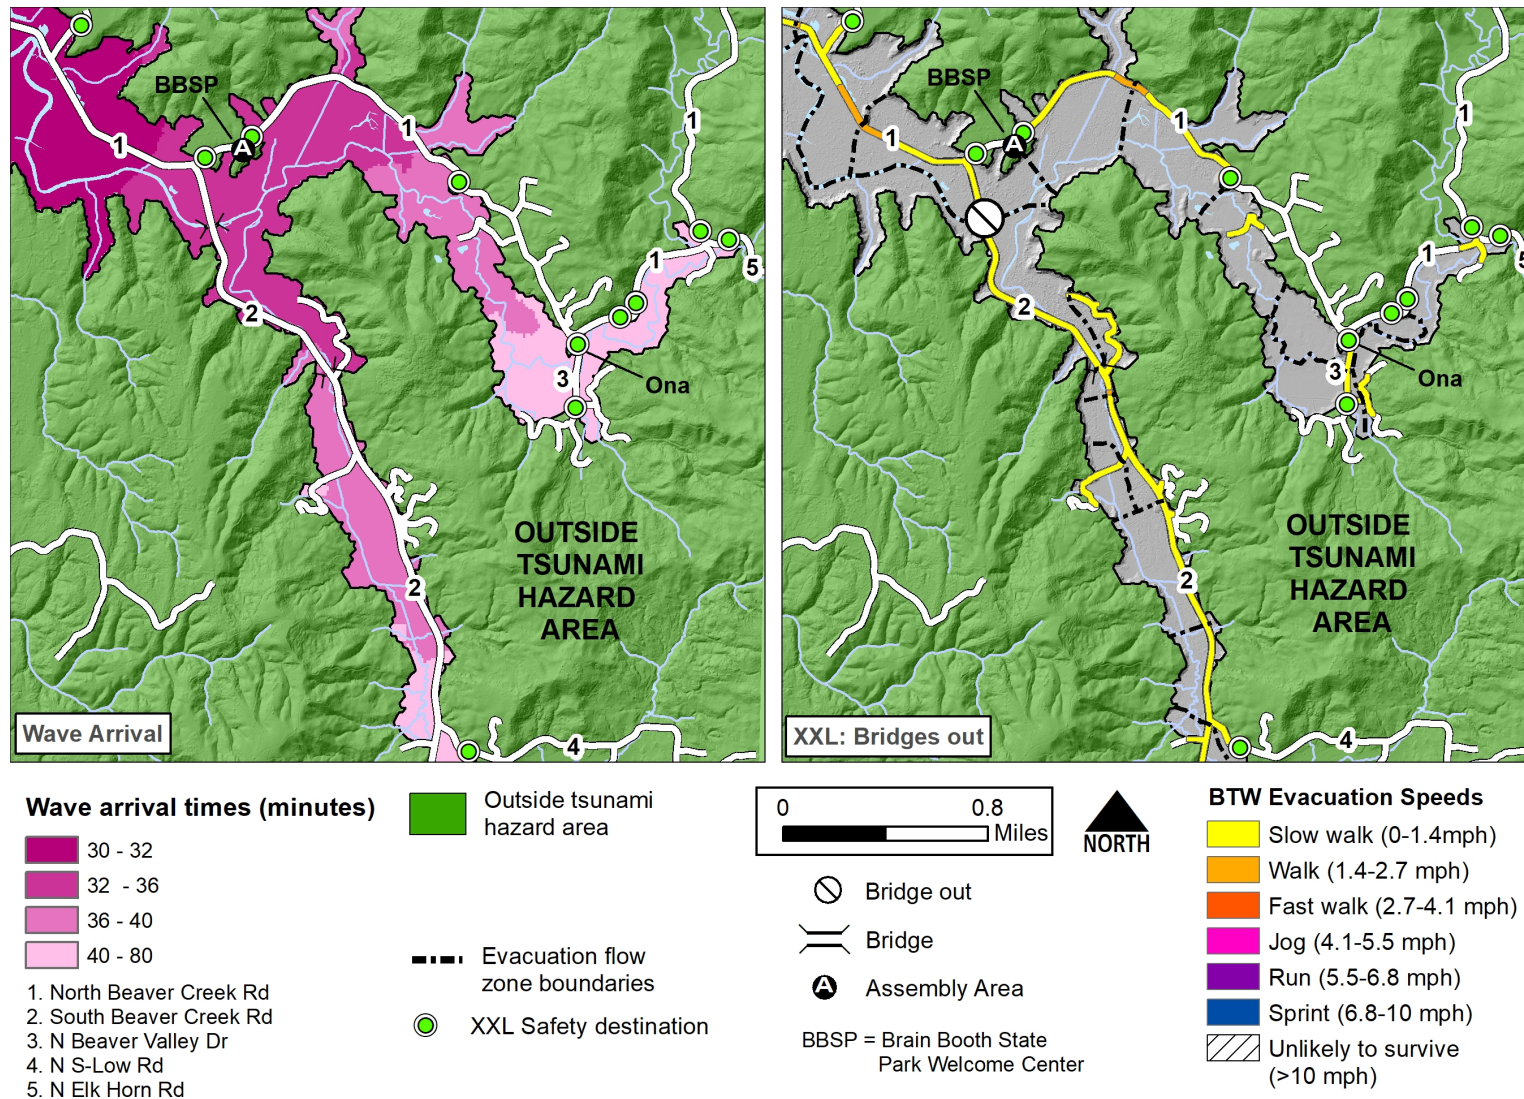 BBSP
A
1
1
1
1
5
2
3
Ona
2
4
OUTSIDE
TSUNAMI
HAZARD
AREA
Wave Arrival
BBSP
A
1
1
1
5
2
3
Ona
2
4
OUTSIDE
TSUNAMI
HAZARD
AREA
XXL: Bridges out
Wave arrival times (minutes)
30 - 32
32 - 36
36 - 40
40 - 80
1. North Beaver Creek Rd
2. South Beaver Creek Rd
3. N Beaver Valley Dr
4. N S-Low Rd
5. N Elk Horn Rd
Outside tsunami
hazard area
Evacuation flow
zone boundaries
XXL Safety destination
0 0.8
Miles
NORTH
Bridge out
Bridge
A Assembly Area
BBSP = Brain Booth State
Park Welcome Center
BTW Evacuation Speeds
Slow walk (0-1.4mph)
Walk (1.4-2.7 mph)
Fast walk (2.7-4.1 mph)
Jog (4.1-5.5 mph)
Run (5.5-6.8 mph)
Sprint (6.8-10 mph)
Unlikely to survive
(>10 mph)